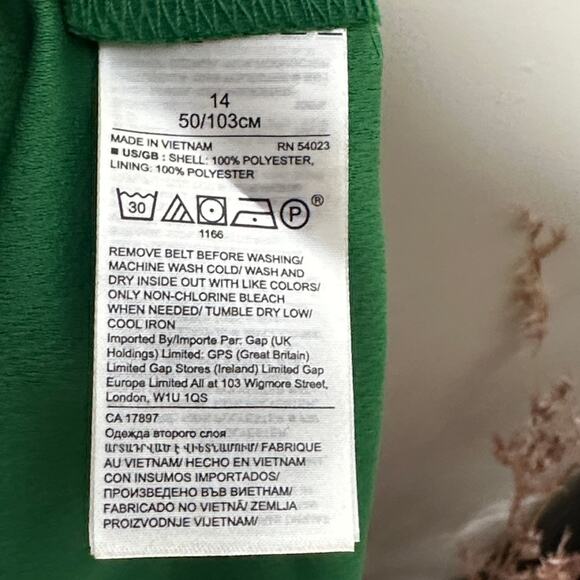 14
50/103CM
MADE IN VIETNAM RN 54023
■ US/GB : SHELL: 100% POLYESTER,
LINING: 100% POLYESTER
30 P ®
1166
REMOVE BELT BEFORE WASHING/
MACHINE WASH COLD/ WASH AND
DRY INSIDE OUT WITH LIKE COLORS/
ONLY NON-CHLORINE BLEACH
WHEN NEEDED/ TUMBLE DRY LOW/
COOL IRON
Imported By/Importe Par: Gap (UK
Holdings) Limited: GPS (Great Britain)
Limited Gap Stores (Ireland) Limited Gap
Europe Limited All at 103 Wigmore Street,
London, W1U 1QS
CA 17897
Одежда второго слоя
ԱՐՏԱԴՐՎԱԾ Է ՎԻԵՏՆԱՄՈՒՄ/ FABRIQUE
AU VIETNAM/ HECHO EN VIETNAM
CON INSUMOS IMPORTADOS/
ПРОИЗВЕДЕНО ВЪВ ВИЕТНАМ/
FABRICADO NO VIETNÃ/ ZEMLJA
PROIZVODNJE VIJETNAM/